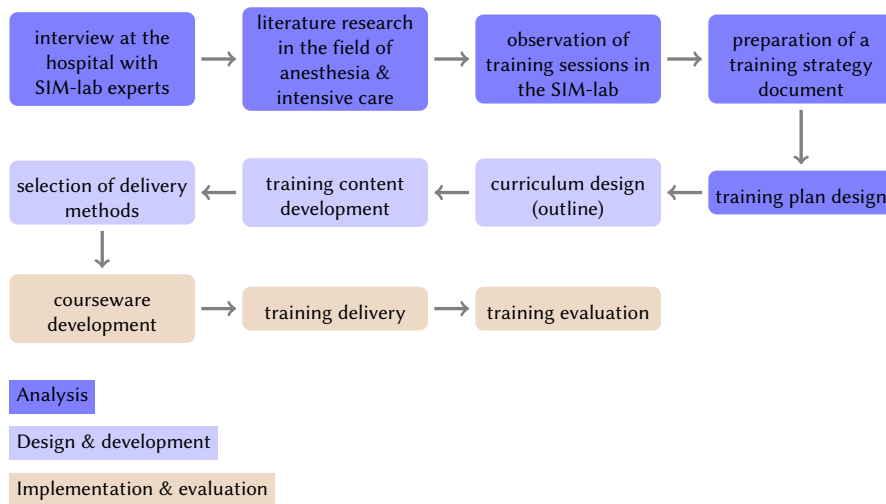 interview at the
hospital with
SIM-lab experts
literature research
in the field of
anesthesia &
intensive care
observation of
training sessions in
the SIM-lab
preparation of a
training strategy
document
training plan design
curriculum design
(outline)
training content
development
selection of delivery
methods
courseware
development
training delivery
training evaluation
Analysis
Design & development
Implementation & evaluation